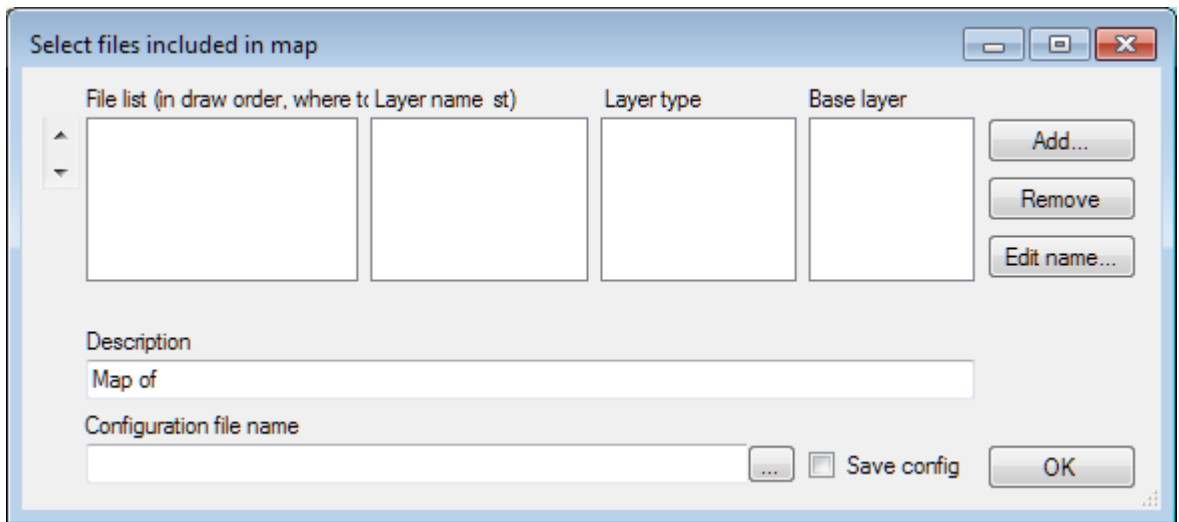 Select files included in map
File list (in draw order, where to Layer name st) Layer type Base layer
Add...
Remove
Edit name...
Description
Map of
Configuration file name
... Save config OK